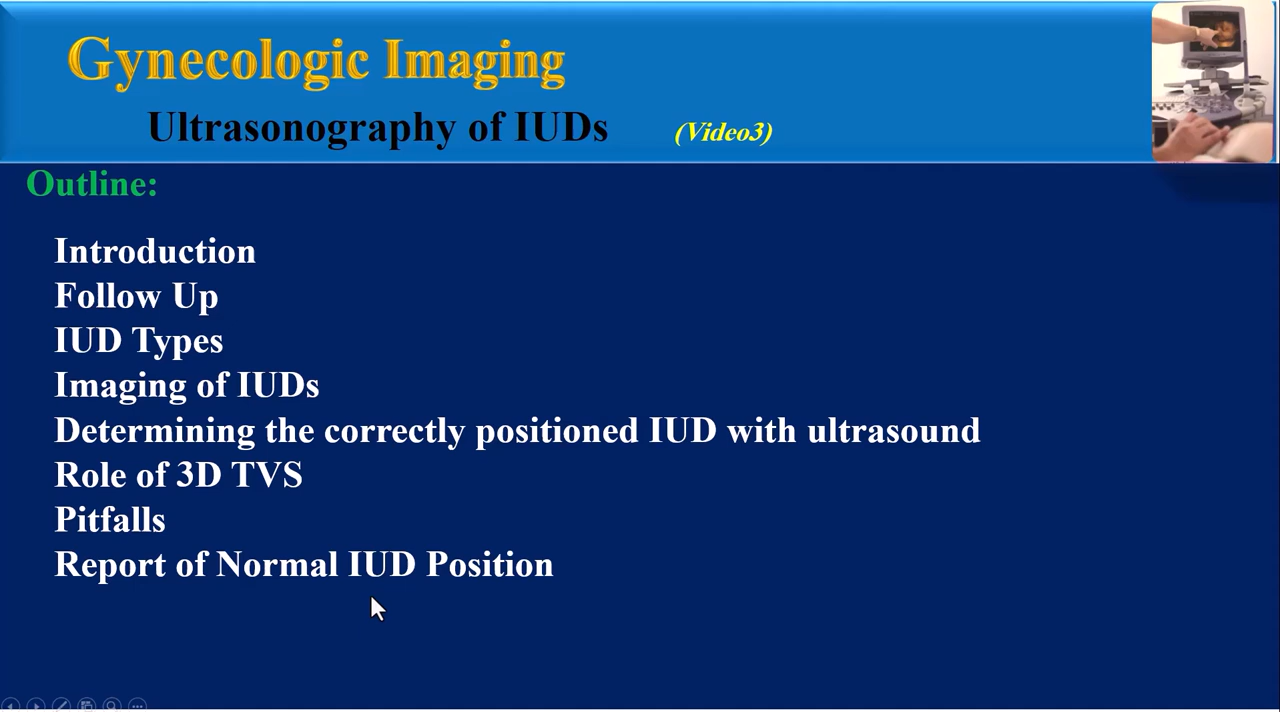 Gynecologic Imaging
Ultrasonography of IUDs (Video3)
Outline:
Introduction
Follow Up
IUD Types
Imaging of IUDs
Determining the correctly positioned IUD with ultrasound
Role of 3D TVS
Pitfalls
Report of Normal IUD Position